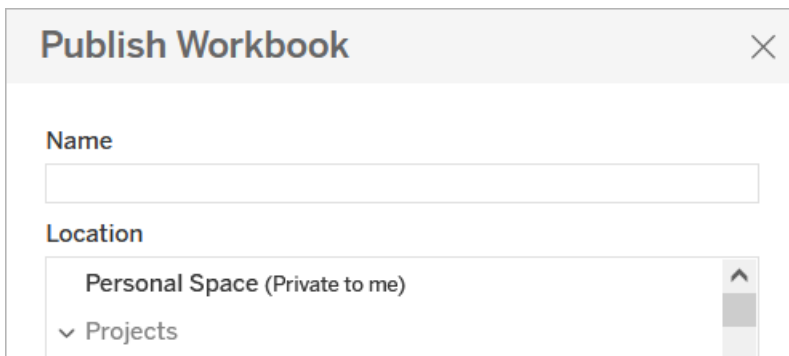 Publish Workbook
Name
Location
Personal Space (Private to me)
Projects